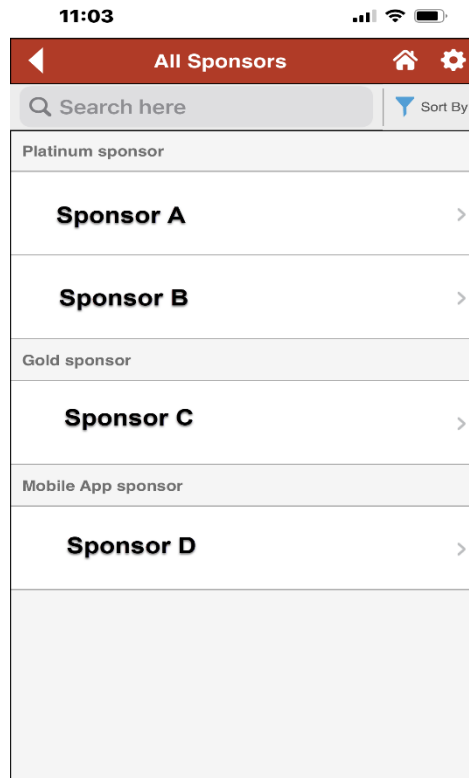 11:03
All Sponsors
Search here
Sort By
Platinum sponsor
Sponsor A
Sponsor B
Gold sponsor
Sponsor C
Mobile App sponsor
Sponsor D